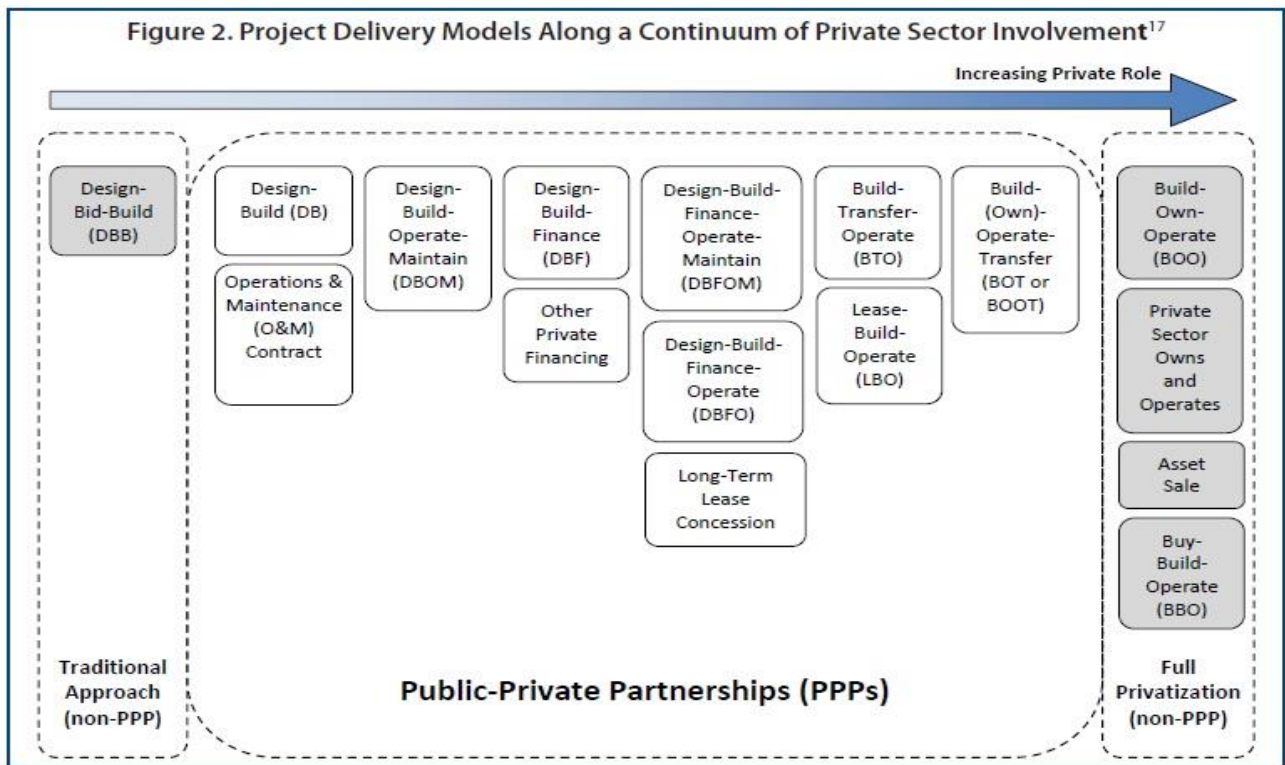 Figure 2. Project Delivery Models Along a Continuum of Private Sector Involvement17
Increasing Private Role
Design-
Bid-Build
(DBB)
Traditional
Approach
(non-PPP)
Design-
Build (DB)
Operations &
Maintenance
(O&M)
Contract
Design-
Build-
Operate-
Maintain
(DBOM)
Design-
Build-
Finance
(DBF)
Other
Private
Financing
Design-Build-
Finance-
Operate-
Maintain
(DBFOM)
Design-Build-
Finance-
Operate
(DBFO)
Long-Term
Lease
Concession
Build-
Transfer-
Operate
(BTO)
Lease-
Build-
Operate
(LBO)
Build-
(Own)-
Operate-
Transfer
(BOT or
BOOT)
Public-Private Partnerships (PPPs)
Build-
Own-
Operate
(BOO)
Private
Sector
Owns
and
Operates
Asset
Sale
Buy-
Build-
Operate
(BBO)
Full
Privatization
(non-PPP)